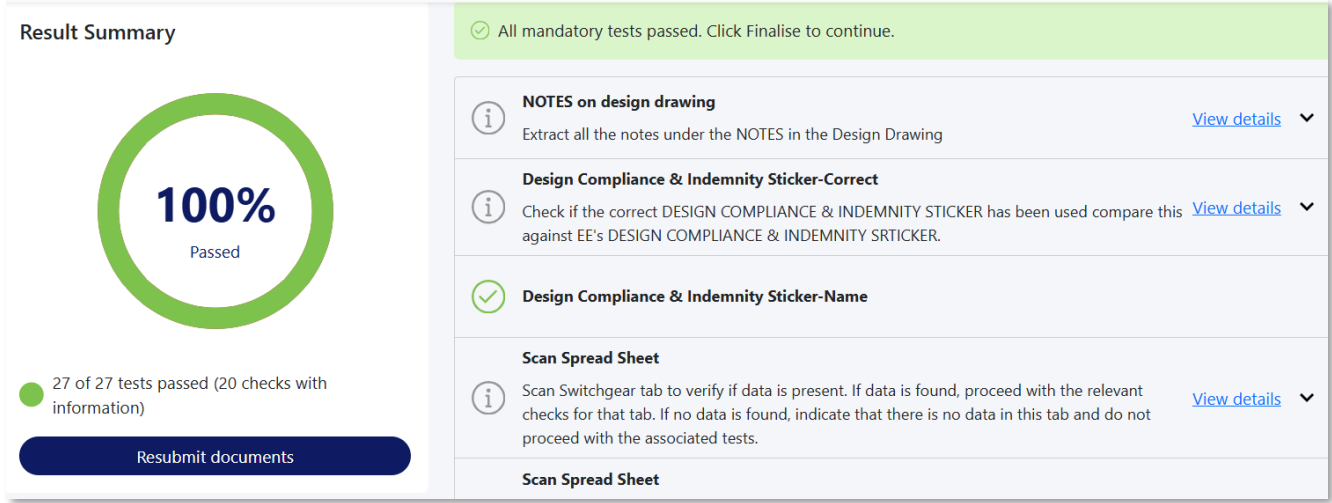 Result Summary
100%
Passed
27 of 27 tests passed (20 checks with
information)
Resubmit documents
All mandatory tests passed. Click Finalise to continue.
NOTES on design drawing
Extract all the notes under the NOTES in the Design Drawing
View details
Design Compliance & Indemnity Sticker-Correct
Check if the correct DESIGN COMPLIANCE & INDEMNITY STICKER has been used compare this
against EE's DESIGN COMPLIANCE & INDEMNITY SRTICKER.
View details
Design Compliance & Indemnity Sticker-Name
Scan Spread Sheet
Scan Switchgear tab to verify if data is present. If data is found, proceed with the relevant
checks for that tab. If no data is found, indicate that there is no data in this tab and do not
proceed with the associated tests.
View details
Scan Spread Sheet